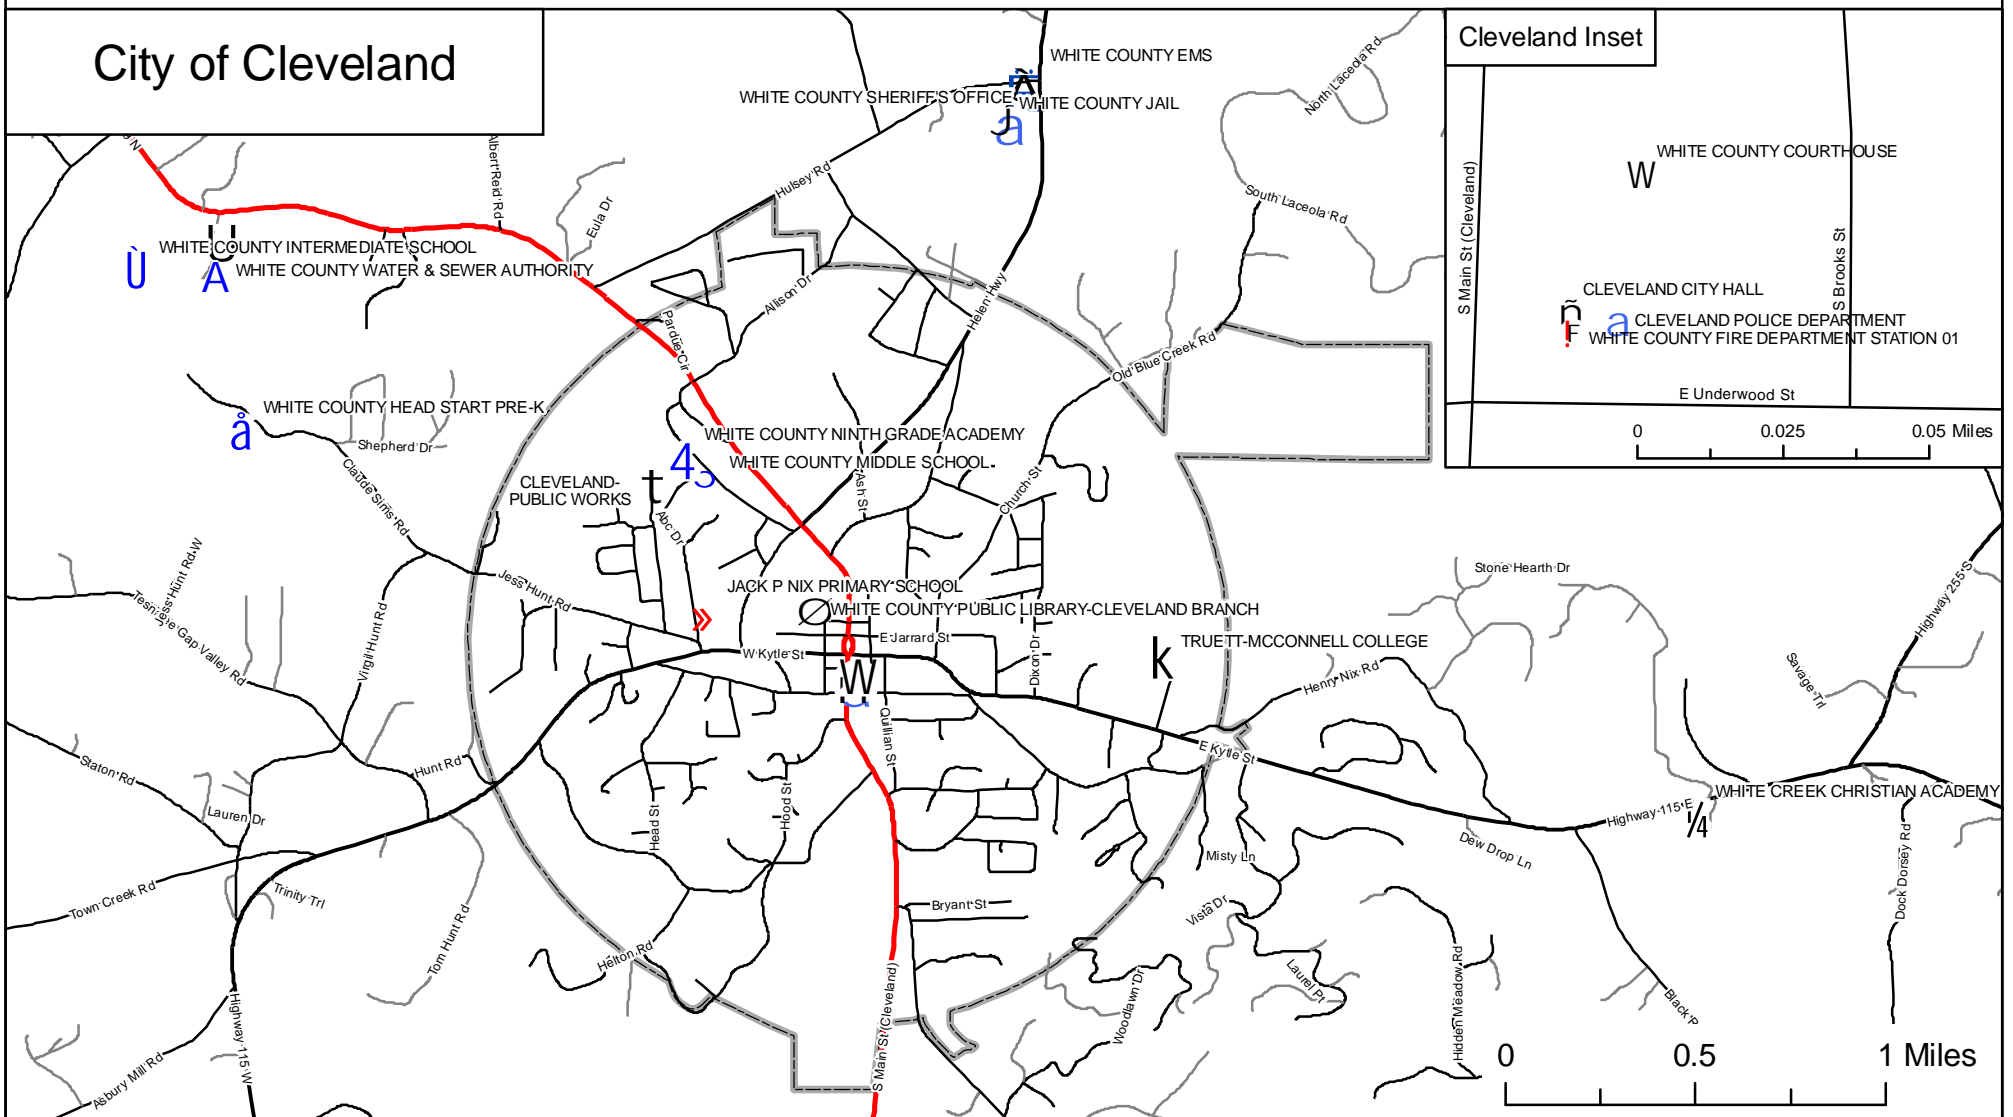 City of Cleveland
Cleveland Inset
WHITE COUNTY EMS
WHITE COUNTY SHERIFF'S OFFICE
WHITE COUNTY JAIL
J
a
North Laceola Rd
South Laceola Rd
Hulsey Rd
Albert Reid Rd
Eula Dr
WHITE COUNTY INTERMEDIATE SCHOOL
U
Ù
A
WHITE COUNTY WATER & SEWER AUTHORITY
Allison Dr
Helen Hwy
Pardue Cir
Old Blue Creek Rd
S Main St (Cleveland)
W
WHITE COUNTY COURTHOUSE
S Brooks St
CLEVELAND CITY HALL
ñ
a
CLEVELAND POLICE DEPARTMENT
F
WHITE COUNTY FIRE DEPARTMENT STATION 01
E Underwood St
0 0.025 0.05 Miles
WHITE COUNTY HEAD START PRE-K
å
Shepherd Dr
Claude Sims Rd
WHITE COUNTY NINTH GRADE ACADEMY
4
WHITE COUNTY MIDDLE SCHOOL
CLEVELAND-
PUBLIC WORKS
t
Abc Dr
Ash St
Church St
Jess Hunt Rd W
Tesnatee Gap Valley Rd
Virgil Hunt Rd
Jess Hunt Rd
JACK P NIX PRIMARY SCHOOL
»
Ø
WHITE COUNTY PUBLIC LIBRARY-CLEVELAND BRANCH
E Jarrard St
W Kytle St
W
Dixon Dr
k
TRUETT-MCCONNELL COLLEGE
Henry Nix Rd
Stone Hearth Dr
Highway 255 S
Savage Trl
Quillian St
E Kytle St
Staton Rd
Hunt Rd
Lauren Dr
Head St
Hood St
WHITE CREEK CHRISTIAN ACADEMY
Highway 115 E
¼
Misty Ln
Dew Drop Ln
Dock Dorsey Rd
Town Creek Rd
Trinity Trl
Tom Hunt Rd
Bryant St
Vista Dr
Helton Rd
Laurel Pt
Woodlawn Dr
Hidden Meadow Rd
Highway 115 W
Asbury Mill Rd
S Main St (Cleveland)
0 0.5 1 Miles